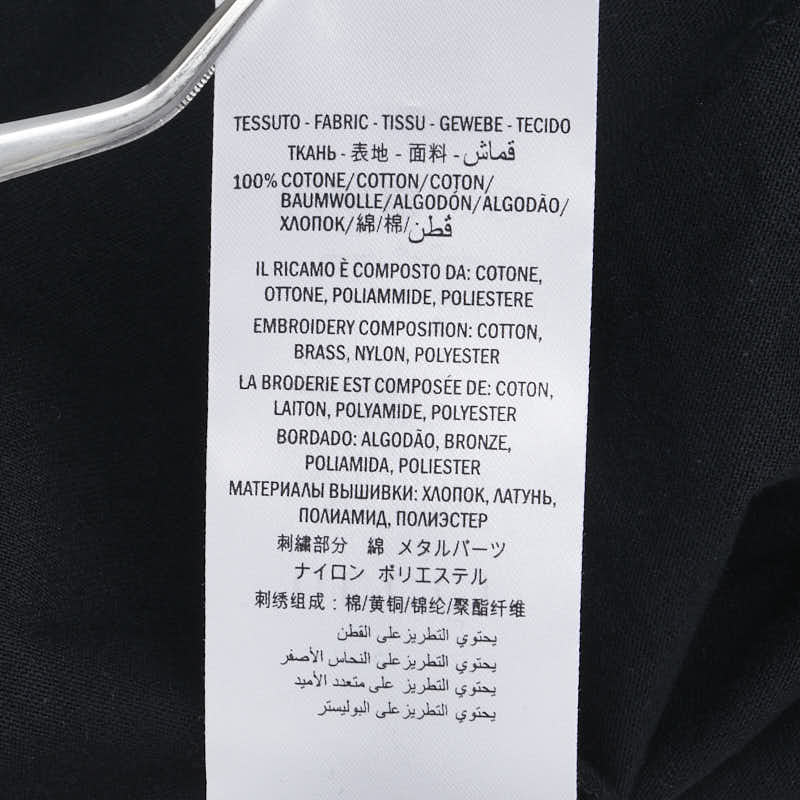 TESSUTO - FABRIC - TISSU - GEWEBE - TECIDO
ТКАНЬ - 表地 - 面料 - قماش
100% COTONE/COTTON/COTON/
BAUMWOLLE/ALGODÓN/ALGODÃO/
ХЛОПОК/綿/棉/قطن
IL RICAMO È COMPOSTO DA: COTONE,
OTTONE, POLIAMMIDE, POLIESTERE
EMBROIDERY COMPOSITION: COTTON,
BRASS, NYLON, POLYESTER
LA BRODERIE EST COMPOSÉE DE: COTON,
LAITON, POLYAMIDE, POLYESTER
BORDADO: ALGODÃO, BRONZE,
POLIAMIDA, POLIESTER
МАТЕРИАЛЫ ВЫШИВКИ: ХЛОПОК, ЛАТУНЬ,
ПОЛИАМИД, ПОЛИЭСТЕР
刺繍部分 綿 メタルパーツ
ナイロン ポリエステル
刺绣组成：棉/黄铜/锦纶/聚酯纤维
يحتوي التطريز على القطن
يحتوي التطريز على النحاس الأصفر
يحتوي التطريز على متعدد الأميد
يحتوي التطريز على البوليستر